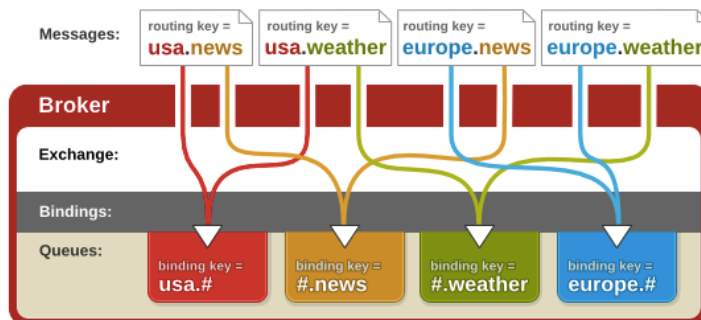 Messages:
routing key =
usa.news
routing key =
usa.weather
routing key =
europe.news
routing key =
europe.weather
Broker
Exchange:
Bindings:
Queues:
binding key =
usa.#
binding key =
#.news
binding key =
#.weather
binding key =
europe.#